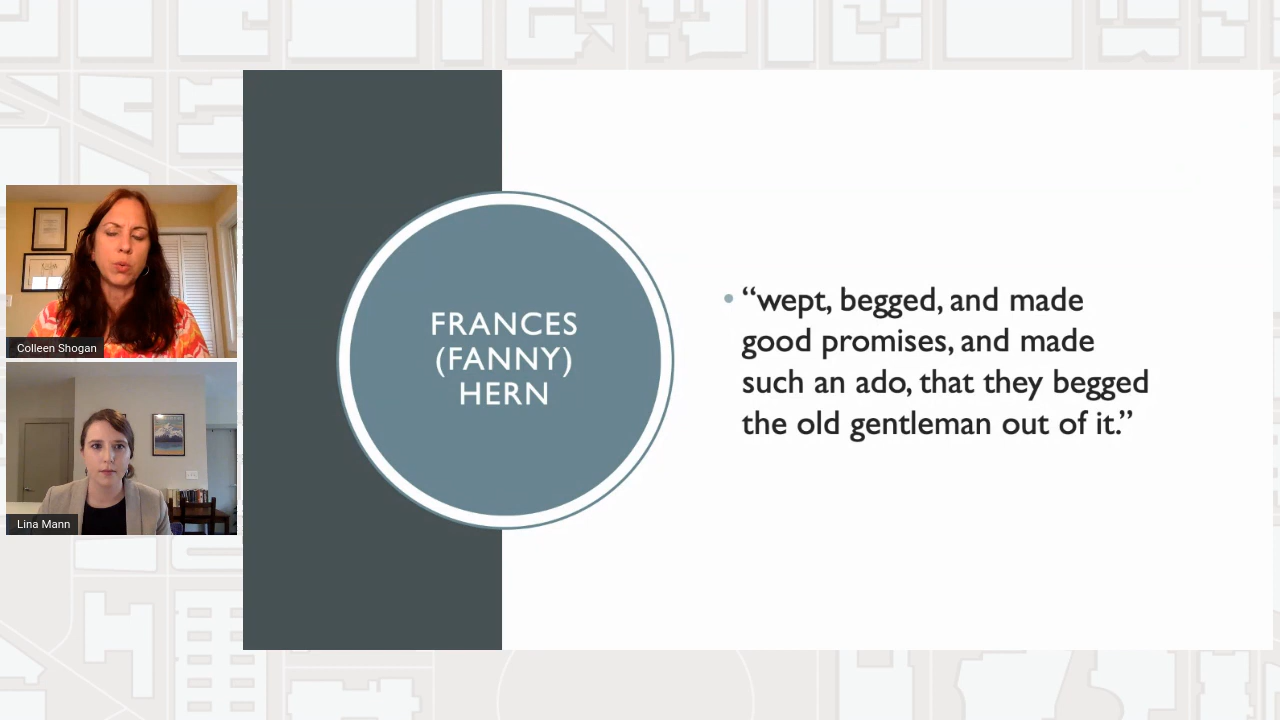 Colleen Shogan
Lina Mann
FRANCES
(FANNY)
HERN
• “wept, begged, and made
good promises, and made
such an ado, that they begged
the old gentleman out of it.”